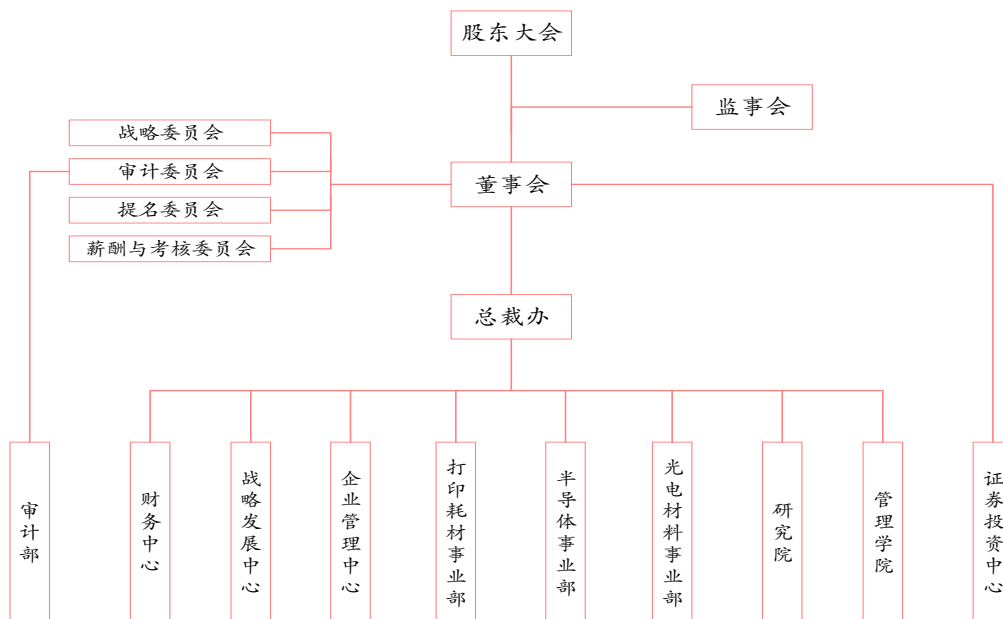 股东大会
监事会
战略委员会
审计委员会
董事会
提名委员会
薪酬与考核委员会
总裁办
审计部
财务中心
战略发展中心
企业管理中心
打印耗材事业部
半导体事业部
光电材料事业部
研究院
管理学院
证券投资中心